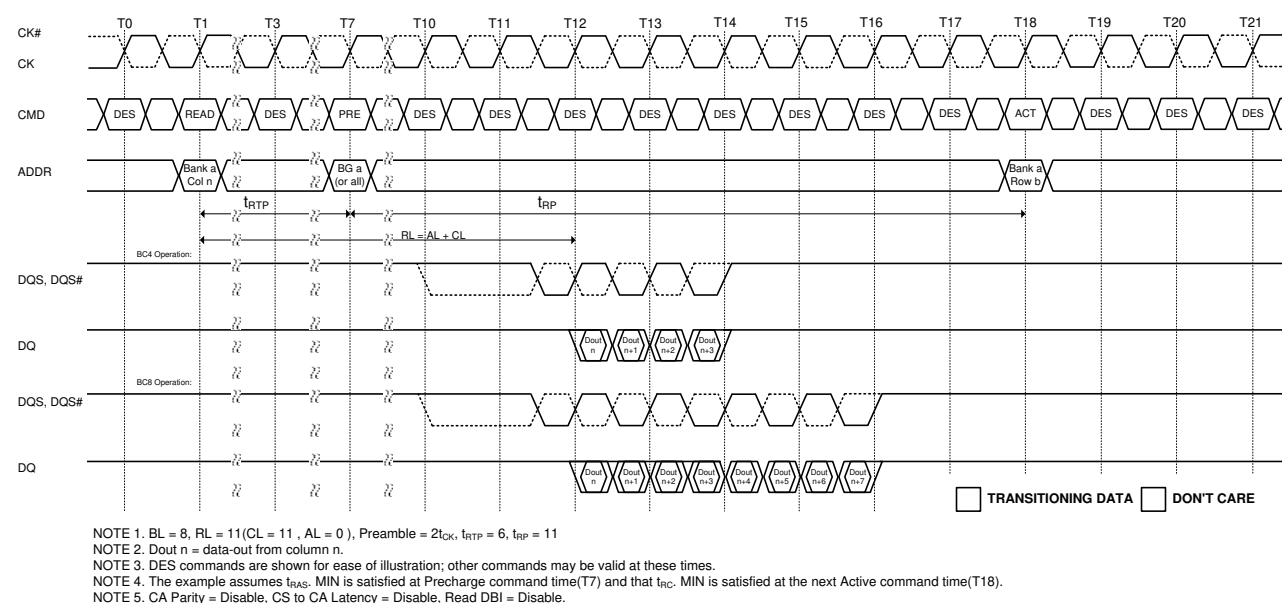 T0 T1 T3 T7 T10 T11 T12 T13 T14 T15 T16 T17 T18 T19 T20 T21
CK#
CK
CMD DES READ DES PRE DES DES DES DES DES DES DES DES ACT DES DES DES
ADDR Bank a Col n BG a (or all) Bank a Row b
tRTP tRP
RL = AL + CL
BC4 Operation:
DQS, DQS#
DQ Dout n Dout n+1 Dout n+2 Dout n+3
BC8 Operation:
DQS, DQS#
DQ Dout n Dout n+1 Dout n+2 Dout n+3 Dout n+4 Dout n+5 Dout n+6 Dout n+7
TRANSITIONING DATA DON'T CARE
NOTE 1. BL = 8, RL = 11(CL = 11 , AL = 0 ), Preamble = 2tCK, tRTP = 6, tRP = 11
NOTE 2. Dout n = data-out from column n.
NOTE 3. DES commands are shown for ease of illustration; other commands may be valid at these times.
NOTE 4. The example assumes tRAS. MIN is satisfied at Precharge command time(T7) and that tRC. MIN is satisfied at the next Active command time(T18).
NOTE 5. CA Parity = Disable, CS to CA Latency = Disable, Read DBI = Disable.